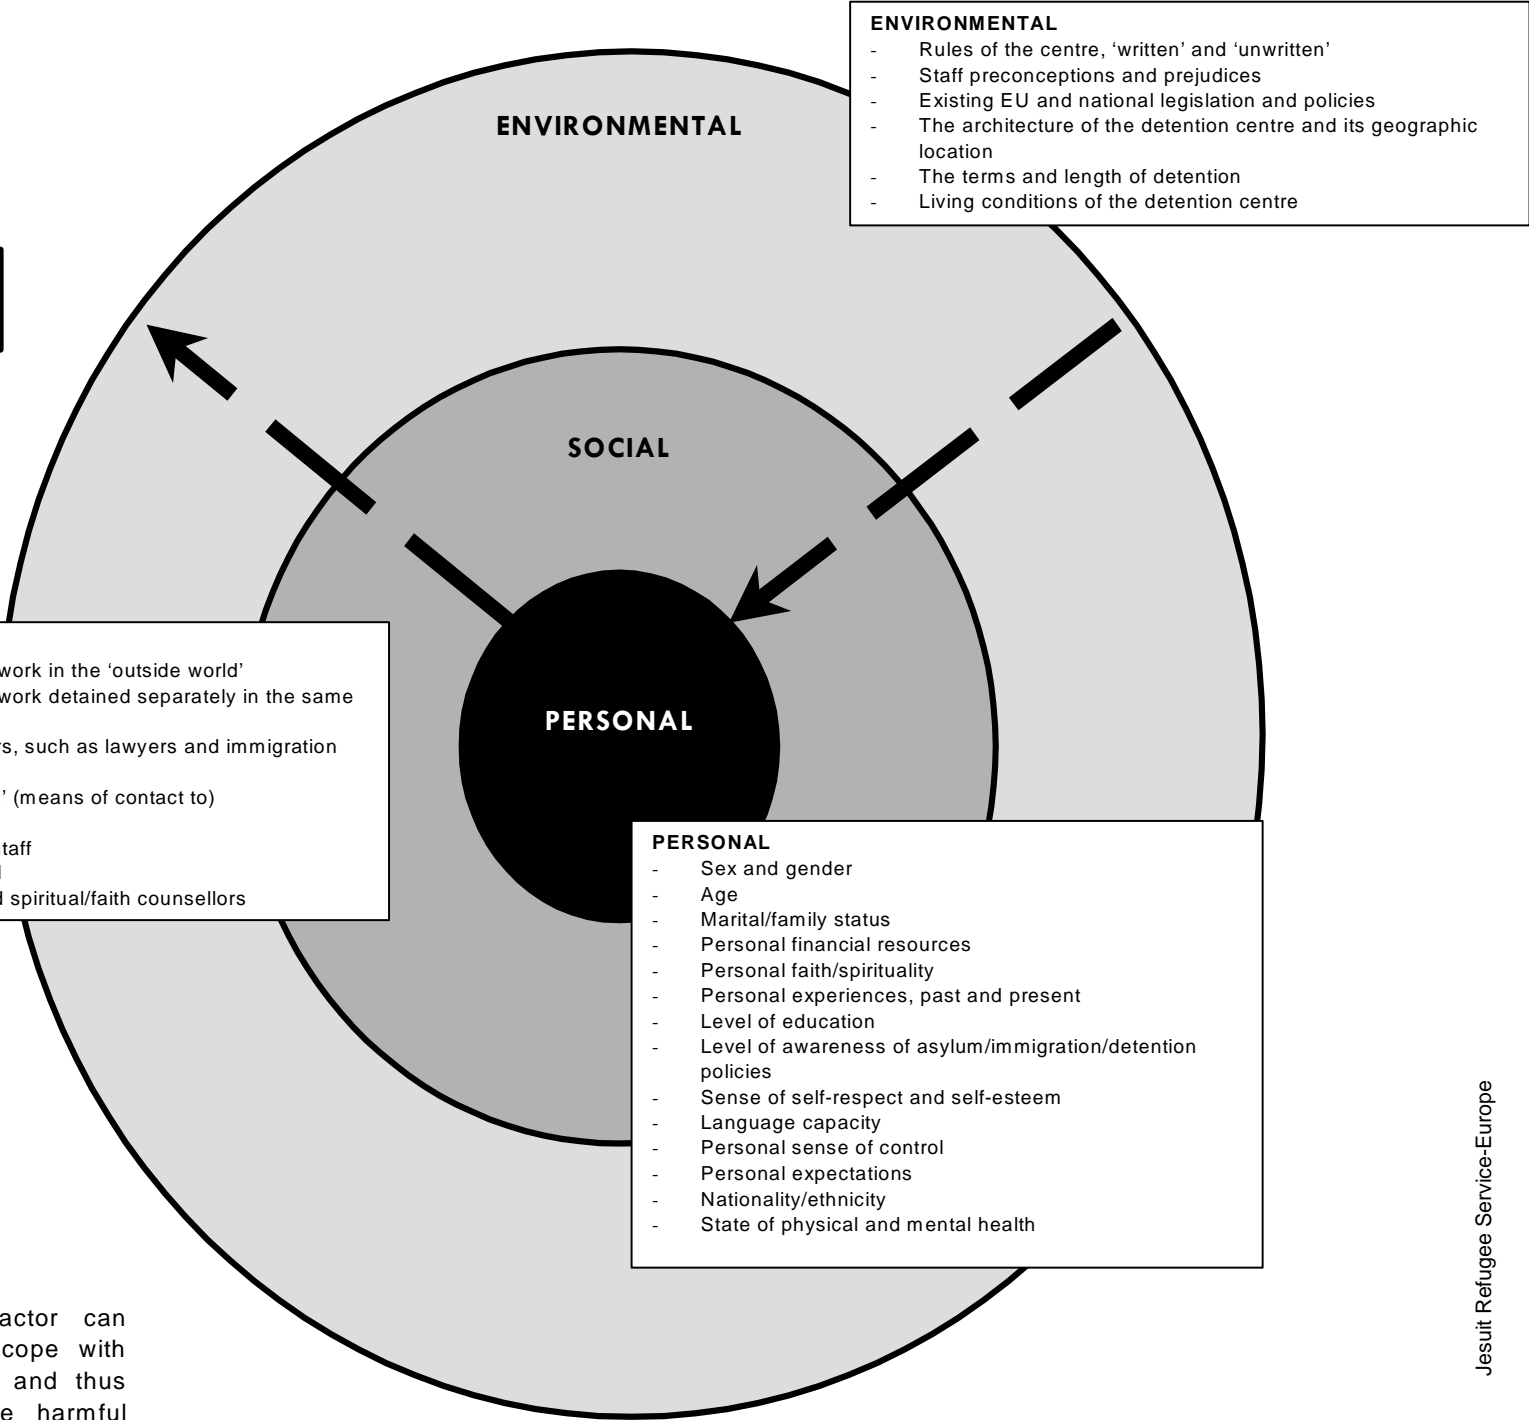 ENVIRONMENTAL
- Rules of the centre, ‘written’ and ‘unwritten’
- Staff preconceptions and prejudices
- Existing EU and national legislation and policies
- The architecture of the detention centre and its geographic
location
- The terms and length of detention
- Living conditions of the detention centre
ENVIRONMENTAL
SOCIAL
PERSONAL
work in the ‘outside world’
work detained separately in the same
rs, such as lawyers and immigration
’ (means of contact to)
taff
spiritual/faith counsellors
PERSONAL
- Sex and gender
- Age
- Marital/family status
- Personal financial resources
- Personal faith/spirituality
- Personal experiences, past and present
- Level of education
- Level of awareness of asylum/immigration/detention
policies
- Sense of self-respect and self-esteem
- Language capacity
- Personal sense of control
- Personal expectations
- Nationality/ethnicity
- State of physical and mental health
actor can
cope with
and thus
e harmful
Jesuit Refugee Service-Europe